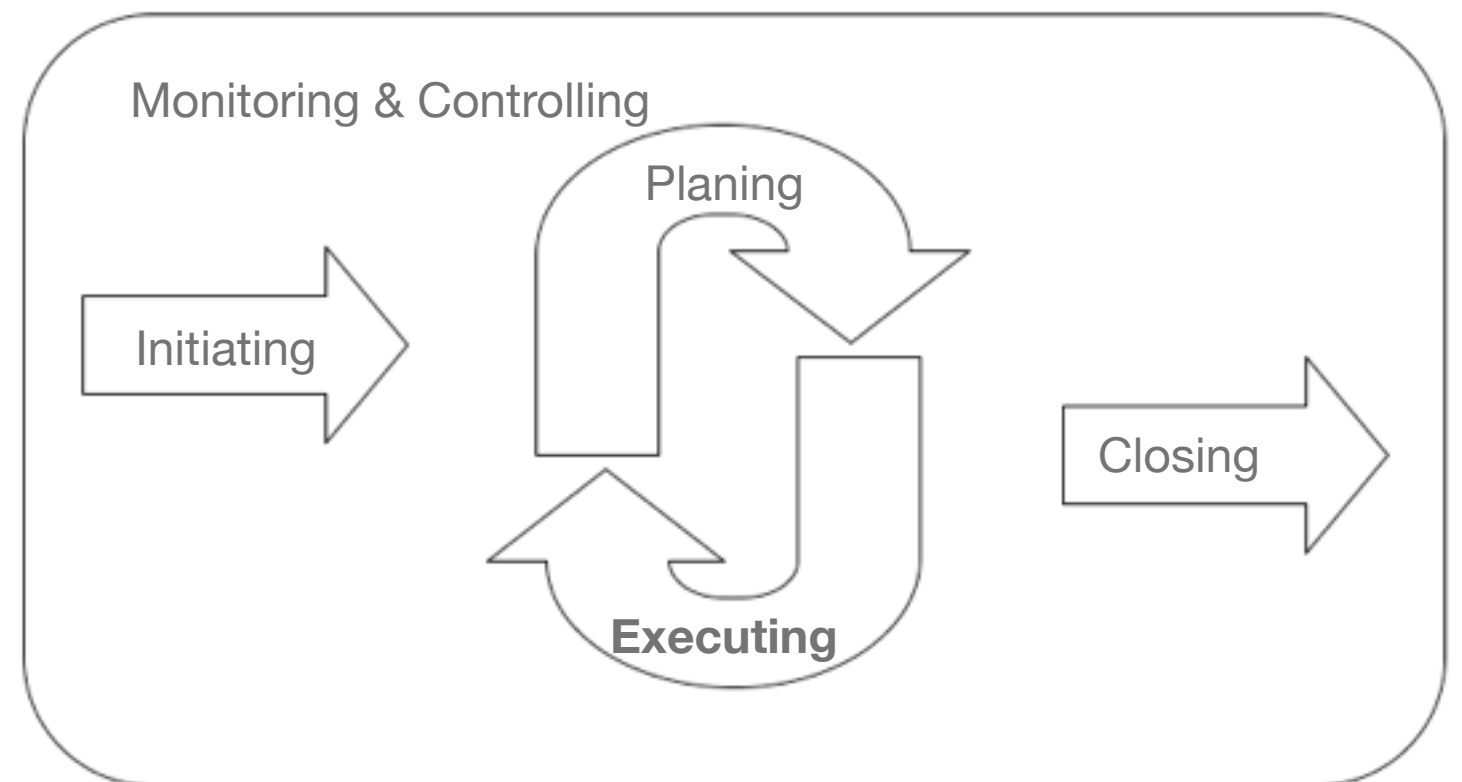 Monitoring & Controlling
Planing
Initiating
Closing
Executing